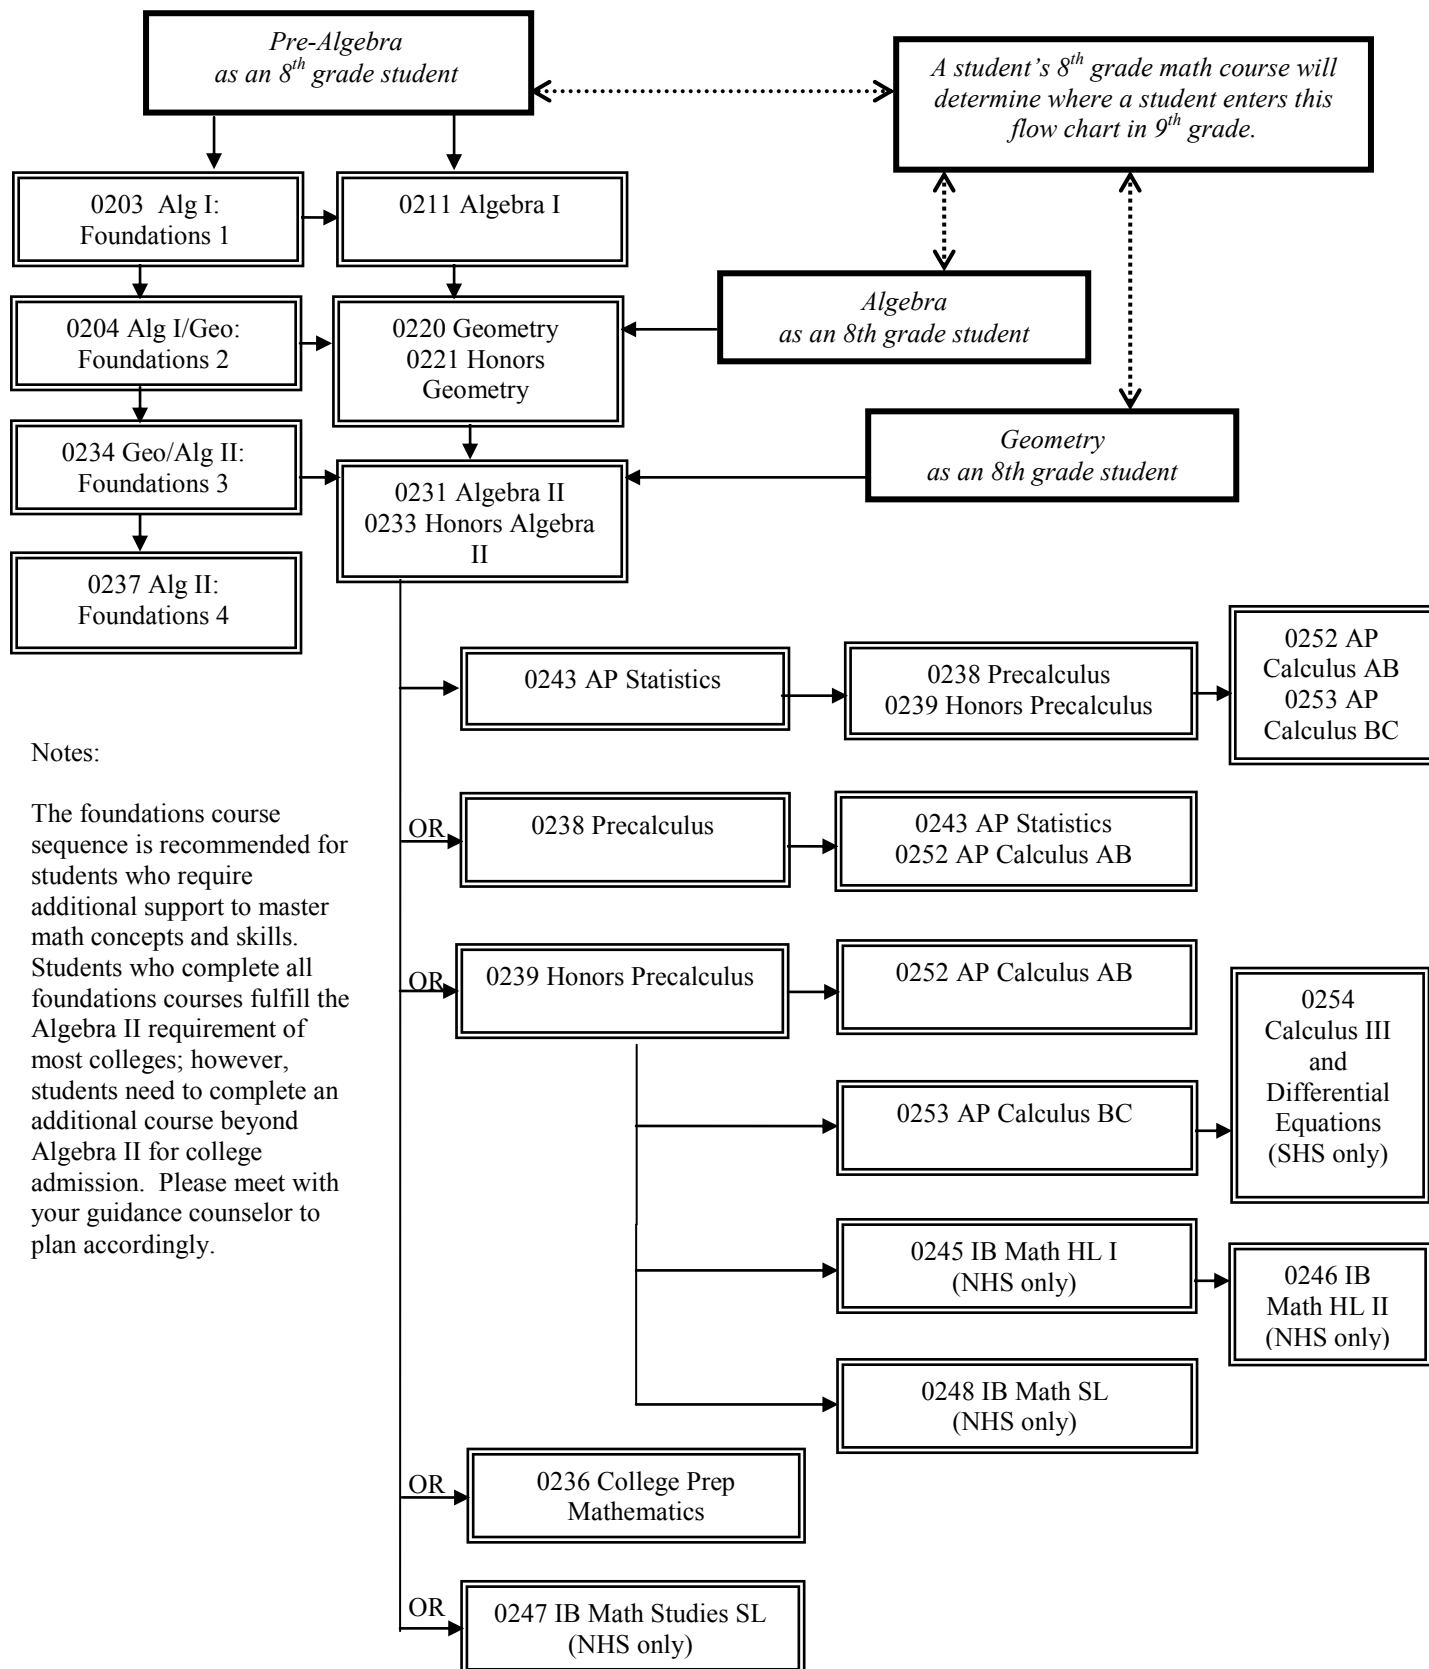 Pre-Algebra
as an 8th grade student
A student's 8th grade math course will
determine where a student enters this
flow chart in 9th grade.
0203  Alg I:
Foundations 1
0211 Algebra I
Algebra
as an 8th grade student
0204 Alg I/Geo:
Foundations 2
0220 Geometry
0221 Honors
Geometry
Geometry
as an 8th grade student
0234 Geo/Alg II:
Foundations 3
0231 Algebra II
0233 Honors Algebra
II
0237 Alg II:
Foundations 4
0243 AP Statistics
0238 Precalculus
0239 Honors Precalculus
0252 AP
Calculus AB
0253 AP
Calculus BC
Notes:
The foundations course
sequence is recommended for
students who require
additional support to master
math concepts and skills.
Students who complete all
foundations courses fulfill the
Algebra II requirement of
most colleges; however,
students need to complete an
additional course beyond
Algebra II for college
admission.  Please meet with
your guidance counselor to
plan accordingly.
OR
0238 Precalculus
0243 AP Statistics
0252 AP Calculus AB
OR
0239 Honors Precalculus
0252 AP Calculus AB
0253 AP Calculus BC
0254
Calculus III
and
Differential
Equations
(SHS only)
0245 IB Math HL I
(NHS only)
0246 IB
Math HL II
(NHS only)
0248 IB Math SL
(NHS only)
OR
0236 College Prep
Mathematics
OR
0247 IB Math Studies SL
(NHS only)